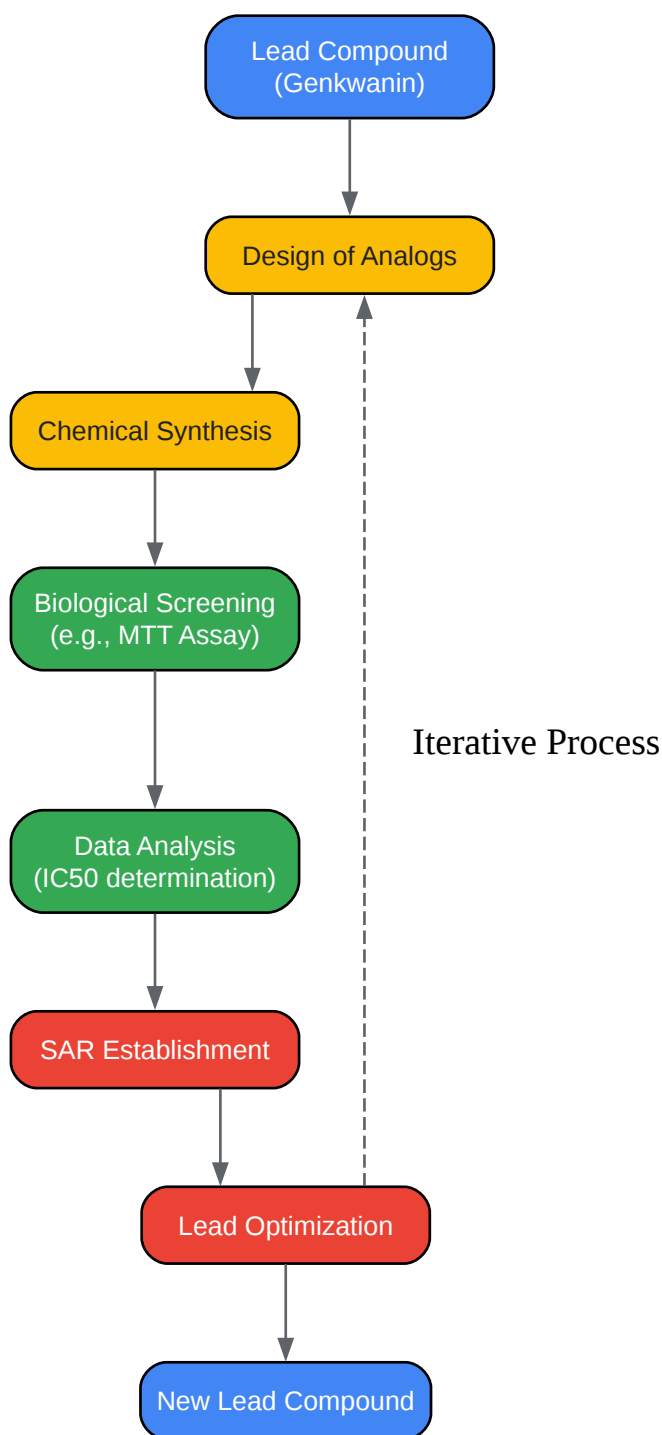 Lead Compound
(Genkwanin)
Design of Analogs
Chemical Synthesis
Biological Screening
(e.g., MTT Assay)
Iterative Process
Data Analysis
(IC50 determination)
SAR Establishment
Lead Optimization
New Lead Compound